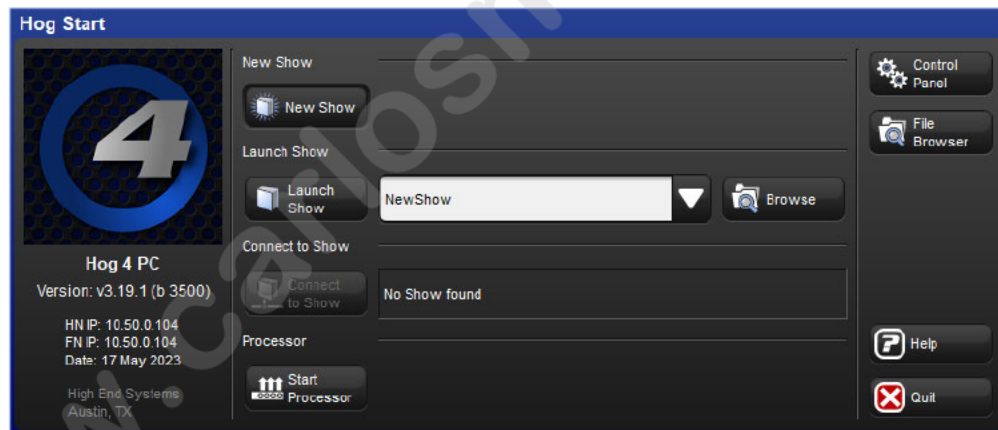 Hog Start
4
Hog 4 PC
Version: v3.19.1 (b 3500)
HN IP: 10.50.0.104
FN IP: 10.50.0.104
Date: 17 May 2023
High End Systems
Austin, TX
New Show
New Show
Launch Show
Launch
Show
NewShow
Browse
Connect to Show
Connect
to Show
No Show found
Processor
Start
Processor
Control
Panel
File
Browser
Help
Quit
w.carlosn